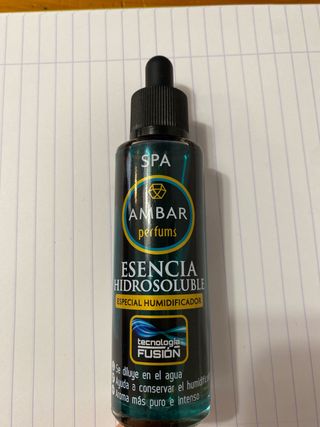 SPA
AMBAR
perfums
ESENCIA
HIDROSOLUBLE
ESPECIAL HUMIDIFICADOR
tecnología
FUSIÓN
Se diluye en el agua
Ayuda a conservar el
Aroma más puro e intenso